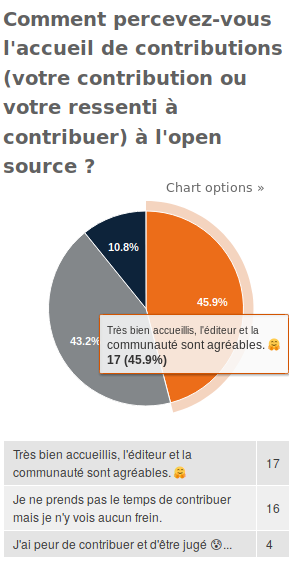 Comment percevez-vous
l'accueil de contributions
(votre contribution ou
votre ressenti à
contribuer) à l'open
source ?
Chart options »
10.8%
45.9%
43.2%
Très bien accueillis, l'éditeur et la
communauté sont agréables. 🤗
17 (45.9%)
Très bien accueillis, l'éditeur et la
communauté sont agréables. 🤗
17
Je ne prends pas le temps de contribuer
mais je n'y vois aucun frein.
16
J'ai peur de contribuer et d'être jugé 😰...
4